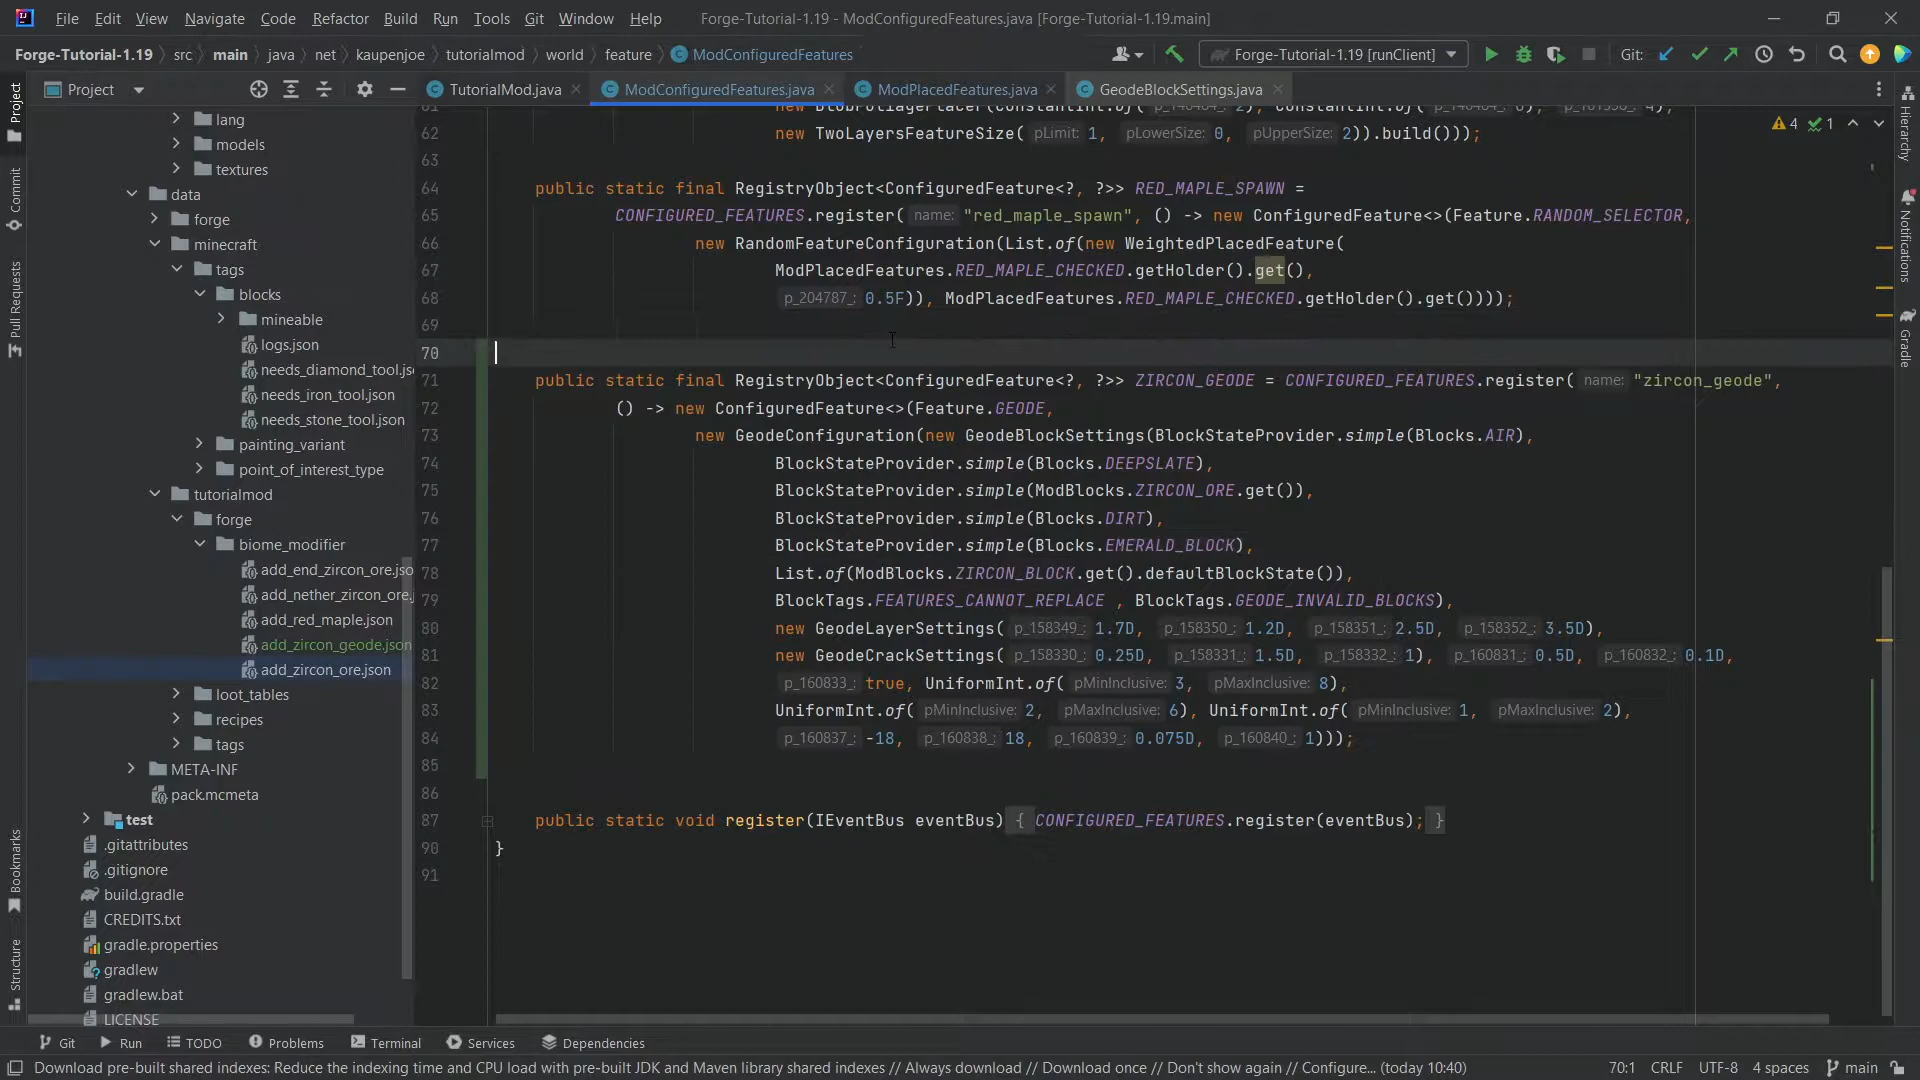 File Edit View Navigate Code Refactor Build Run Tools Git Window Help Forge-Tutorial-1.19 - ModConfiguredFeatures.java [Forge-Tutorial-1.19.main]
Forge-Tutorial-1.19 src main java net kaupenjoe tutorialmod world feature ModConfiguredFeatures Forge-Tutorial-1.19 [runClient] Git:
Project TutorialMod.java ModConfiguredFeatures.java ModPlacedFeatures.java GeodeBlockSettings.java
Project
Commit
Pull Requests
Bookmarks
Structure
lang
models
textures
data
forge
minecraft
tags
blocks
mineable
logs.json
needs_diamond_tool.js
needs_iron_tool.json
needs_stone_tool.json
painting_variant
point_of_interest_type
tutorialmod
forge
biome_modifier
add_end_zircon_ore.jso
add_nether_zircon_ore.j
add_red_maple.json
add_zircon_geode.json
add_zircon_ore.json
loot_tables
recipes
tags
META-INF
pack.mcmeta
test
.gitattributes
.gitignore
build.gradle
CREDITS.txt
gradle.properties
gradlew
gradlew.bat
LICENSE
4 1
62 new TwoLayersFeatureSize( pLimit: 1, pLowerSize: 0, pUpperSize: 2)).build()));
63
64 public static final RegistryObject<ConfiguredFeature<?, ?>> RED_MAPLE_SPAWN =
65 CONFIGURED_FEATURES.register( name: "red_maple_spawn", () -> new ConfiguredFeature<>(Feature.RANDOM_SELECTOR,
66 new RandomFeatureConfiguration(List.of(new WeightedPlacedFeature(
67 ModPlacedFeatures.RED_MAPLE_CHECKED.getHolder().get(),
68 p_204787_: 0.5F)), ModPlacedFeatures.RED_MAPLE_CHECKED.getHolder().get())));
69
70
71 public static final RegistryObject<ConfiguredFeature<?, ?>> ZIRCON_GEODE = CONFIGURED_FEATURES.register( name: "zircon_geode",
72 () -> new ConfiguredFeature<>(Feature.GEODE,
73 new GeodeConfiguration(new GeodeBlockSettings(BlockStateProvider.simple(Blocks.AIR),
74 BlockStateProvider.simple(Blocks.DEEPSLATE),
75 BlockStateProvider.simple(ModBlocks.ZIRCON_ORE.get()),
76 BlockStateProvider.simple(Blocks.DIRT),
77 BlockStateProvider.simple(Blocks.EMERALD_BLOCK),
78 List.of(ModBlocks.ZIRCON_BLOCK.get().defaultBlockState()),
79 BlockTags.FEATURES_CANNOT_REPLACE , BlockTags.GEODE_INVALID_BLOCKS),
80 new GeodeLayerSettings( p_158349_: 1.7D, p_158350_: 1.2D, p_158351_: 2.5D, p_158352_: 3.5D),
81 new GeodeCrackSettings( p_158330_: 0.25D, p_158331_: 1.5D, p_158332_: 1), p_160831_: 0.5D, p_160832_: 0.1D,
82 p_160833_: true, UniformInt.of( pMinInclusive: 3, pMaxInclusive: 8),
83 UniformInt.of( pMinInclusive: 2, pMaxInclusive: 6), UniformInt.of( pMinInclusive: 1, pMaxInclusive: 2),
84 p_160837_: -18, p_160838_: 18, p_160839_: 0.075D, p_160840_: 1)));
85
86
87 public static void register(IEventBus eventBus) { CONFIGURED_FEATURES.register(eventBus); }
90 }
91
Hierarchy
Notifications
Gradle
Git Run TODO Problems Terminal Services Dependencies
Download pre-built shared indexes: Reduce the indexing time and CPU load with pre-built JDK and Maven library shared indexes // Always download // Download once // Don't show again // Configure... (today 10:40) 70:1 CRLF UTF-8 4 spaces main